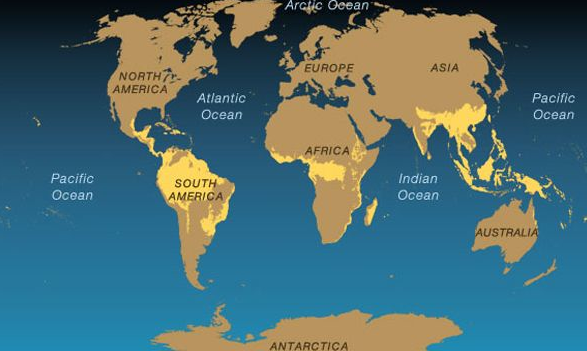 Arctic Ocean
NORTH
AMERICA
EUROPE
ASIA
Atlantic
Ocean
Pacific
Ocean
AFRICA
Pacific
Ocean
SOUTH
AMERICA
Indian
Ocean
AUSTRALIA
ANTARCTICA